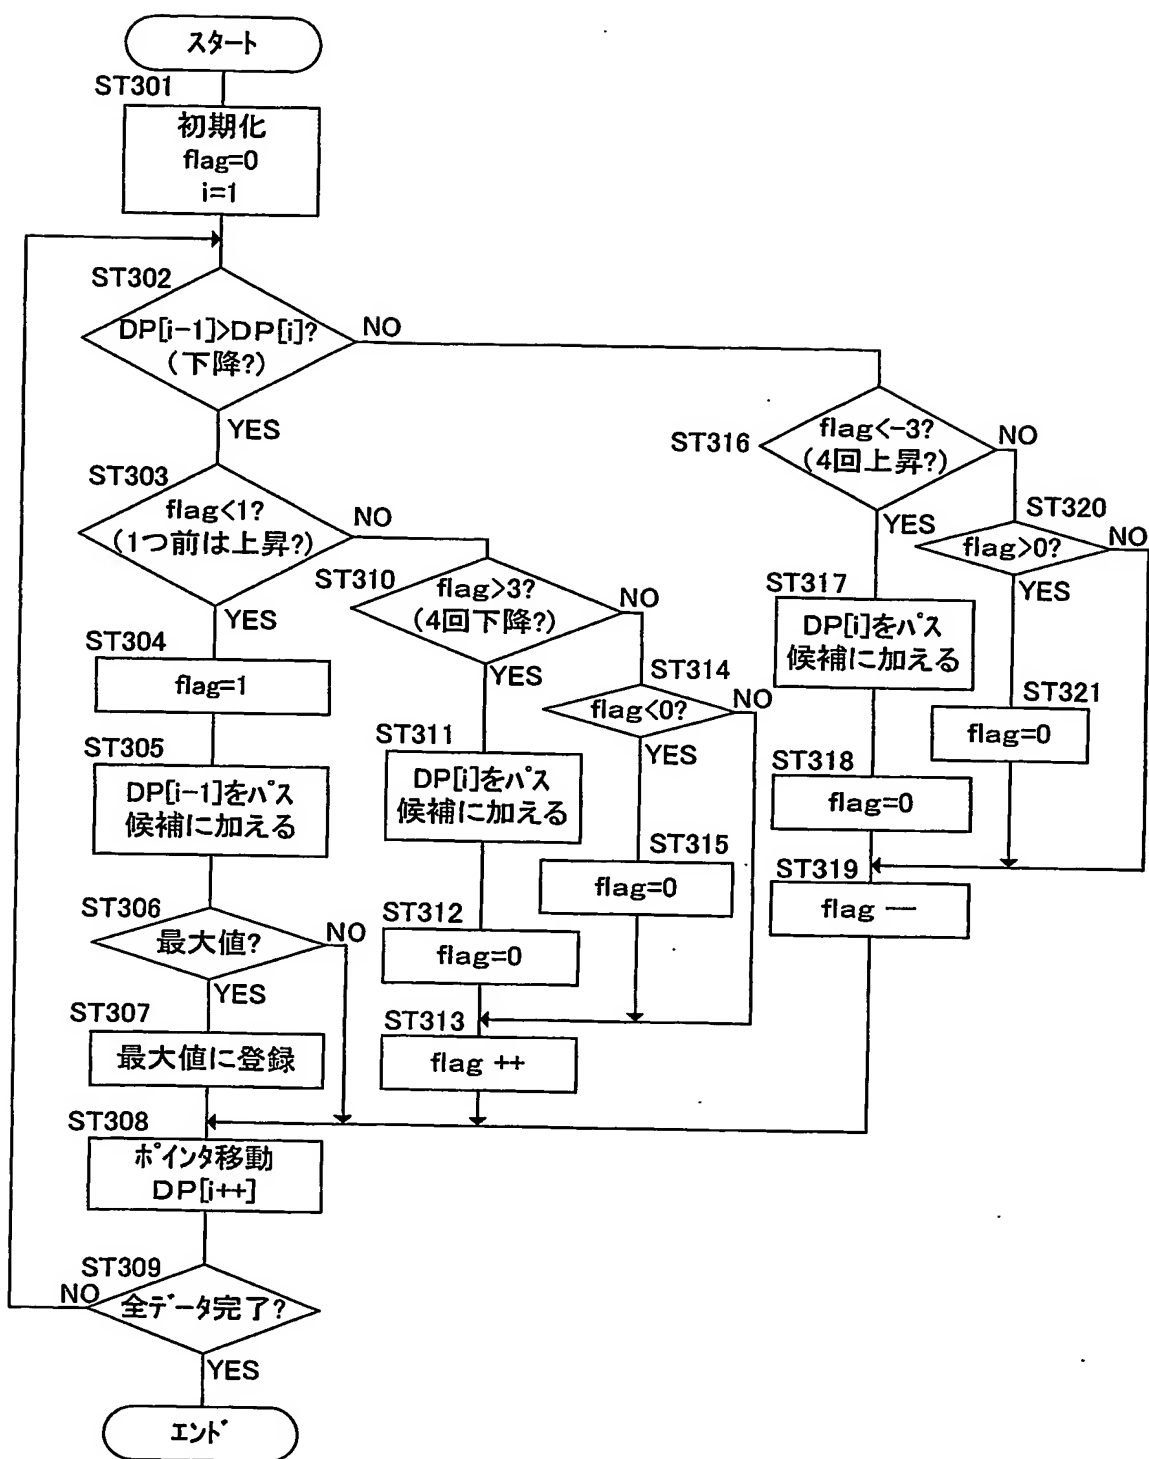 スタート
ST301
初期化
flag=0
i=1
ST302
DP[i-1]>DP[i]?
(下降?)
NO
YES
ST303
flag<1?
(1つ前は上昇?)
NO
YES
ST304
flag=1
ST305
DP[i-1]をパス
候補に加える
ST306
最大値?
NO
YES
ST307
最大値に登録
ST308
ポインタ移動
DP[i++]
ST309
NO
全データ完了?
YES
エンド
ST310
flag>3?
(4回下降?)
NO
YES
ST311
DP[i]をパス
候補に加える
ST312
flag=0
ST313
flag ++
ST314
flag<0?
NO
YES
ST315
flag=0
ST316
flag<-3?
(4回上昇?)
NO
YES
ST317
DP[i]をパス
候補に加える
ST318
flag=0
ST319
flag --
ST320
flag>0?
NO
YES
ST321
flag=0